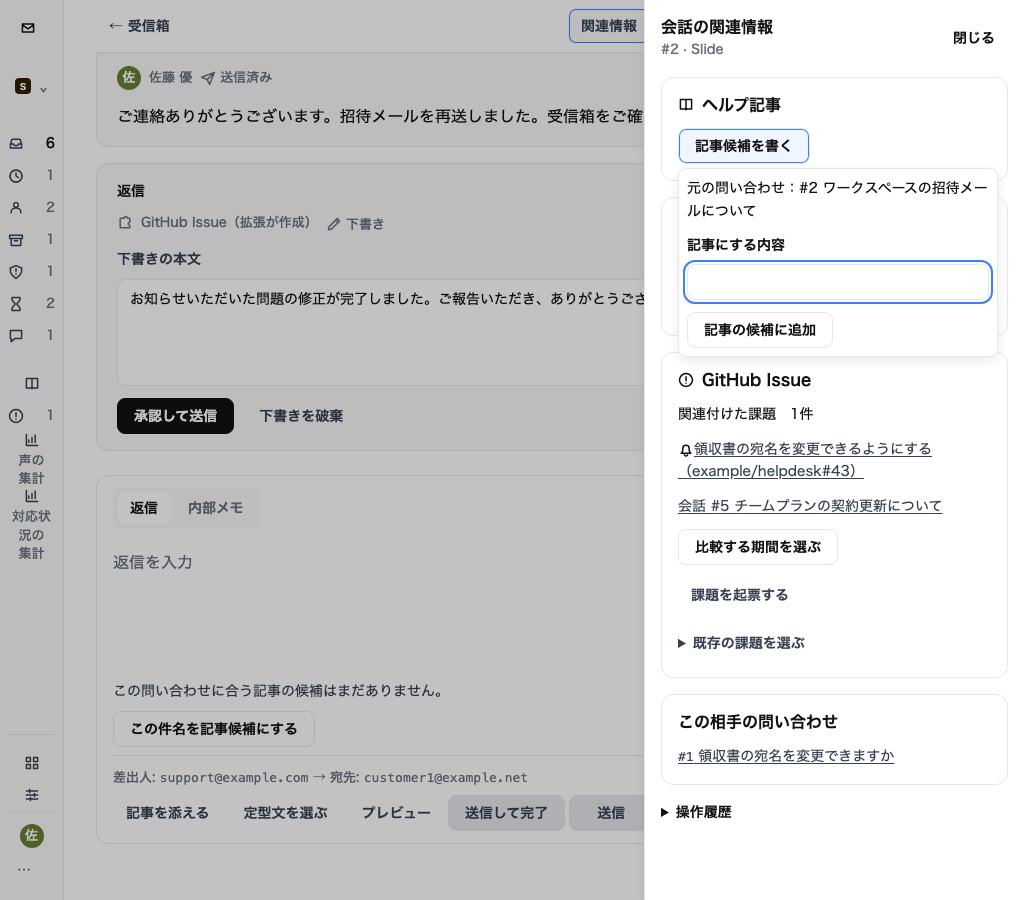 S
6
1
2
1
1
2
1
1
声の
集計
対応状
況の
集計
佐
…
← 受信箱
関連情報
佐 佐藤 優 送信済み
ご連絡ありがとうございます。招待メールを再送しました。受信箱をご確
返信
GitHub Issue（拡張が作成） 下書き
下書きの本文
お知らせいただいた問題の修正が完了しました。ご報告いただき、ありがとうござ
承認して送信 下書きを破棄
返信 内部メモ
返信を入力
この問い合わせに合う記事の候補はまだありません。
この件名を記事候補にする
差出人: support@example.com → 宛先: customer1@example.net
記事を添える 定型文を選ぶ プレビュー 送信して完了 送信
会話の関連情報
#2 · Slide
閉じる
ヘルプ記事
記事候補を書く
元の問い合わせ：#2 ワークスペースの招待メー
ルについて
記事にする内容
記事の候補に追加
GitHub Issue
関連付けた課題 1件
領収書の宛名を変更できるようにする
（example/helpdesk#43）
会話 #5 チームプランの契約更新について
比較する期間を選ぶ
課題を起票する
▶ 既存の課題を選ぶ
この相手の問い合わせ
#1 領収書の宛名を変更できますか
▶ 操作履歴